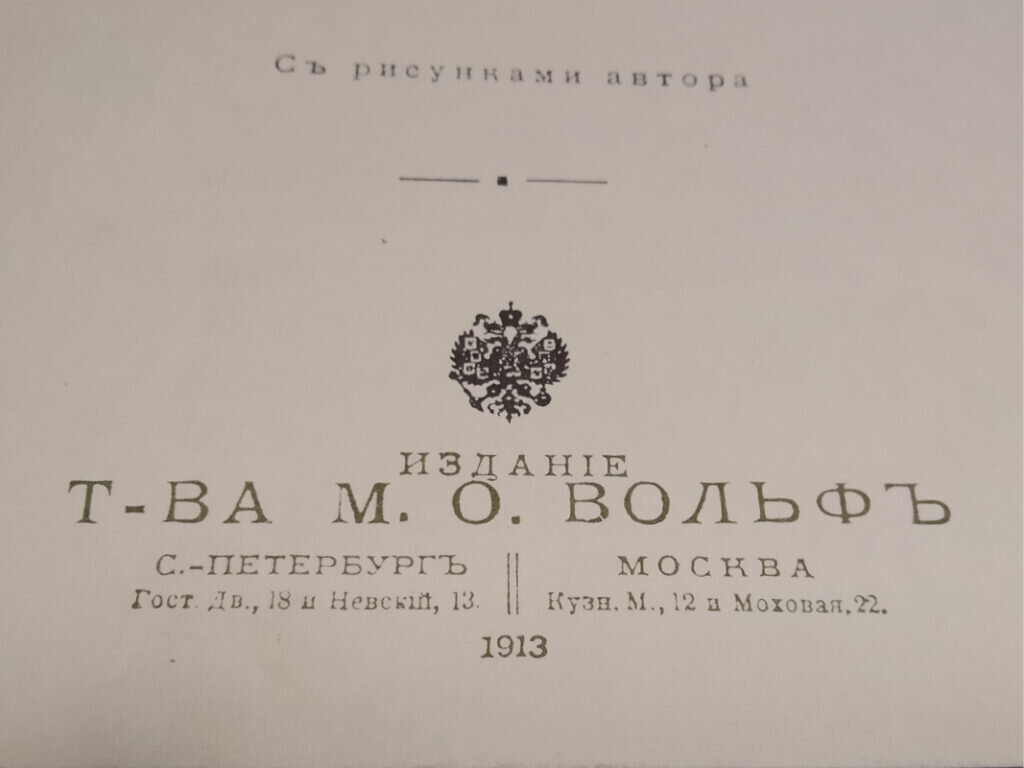 Съ рисунками автора
ИЗДАНІЕ
Т-ВА М. О. ВОЛЬФЪ
С.-ПЕТЕРБУРГЪ
Гост. Дв., 18 и Невскій, 13.
МОСКВА
Кузн. М., 12 и Моховая, 22.
1913